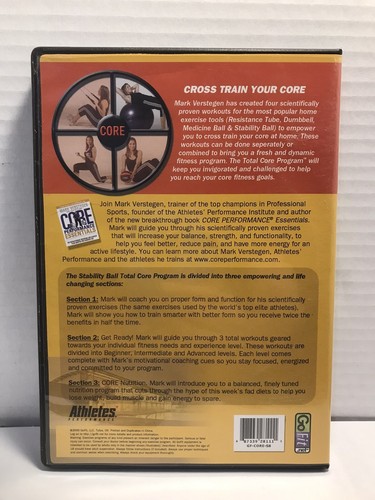 CROSS TRAIN YOUR CORE
Mark Verstegen has created four scientifically
proven workouts for the most popular home
exercise tools (Resistance Tube, Dumbbell,
Medicine Ball & Stability Ball) to empower
you to cross train your core at home. These
workouts can be done seperately or
combined to bring you a fresh and dynamic
fitness program. The Total Core Program™ will
keep you invigorated and challenged to help
you reach your core fitness goals.
CORE
Join Mark Verstegen, trainer of the top champions in Professional
Sports, founder of the Athletes' Performance Institute and author
of the new breakthrough book CORE PERFORMANCE® Essentials.
Mark will guide you through his scientifically proven exercises
that will increase your balance, strength, and functionality, to
help you feel better, reduce pain, and have more energy for an
active lifestyle. You can learn more about Mark Verstegen, Athletes'
Performance and the athletes he trains at www.coreperformance.com.
CORE
PERFORMANCE
ESSENTIALS
The Stability Ball Total Core Program is divided into three empowering and life
changing sections:
Section 1: Mark will coach you on proper form and function for his scientifically
proven exercises (the same exercises used by the world's top elite athletes).
Mark will show you how to train smarter with better form so you receive twice the
benefits in half the time.
Section 2: Get Ready! Mark will guide you through 3 total workouts geared
towards your individual fitness needs and experience level. These workouts are
divided into Beginner, Intermediate and Advanced levels. Each level comes
complete with Mark's motivational coaching cues so you stay focused, energized
and committed to your program.
Section 3: CORE Nutrition. Mark will introduce you to a balanced, finely tuned
nutrition program that cuts through the hype of this week's fad diets to help you
lose weight, build muscle and gain energy to spare.
Athletes
PERFORMANCE
GoFit
.net